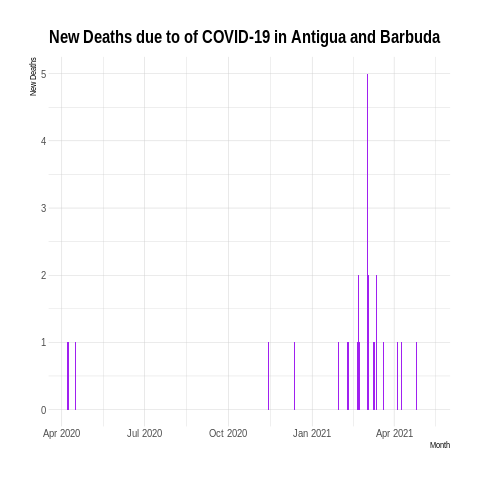 New Deaths due to of COVID-19 in Antigua and Barbuda
New Deaths
5
4
3
2
1
0
Apr 2020 Jul 2020 Oct 2020 Jan 2021 Apr 2021
Month